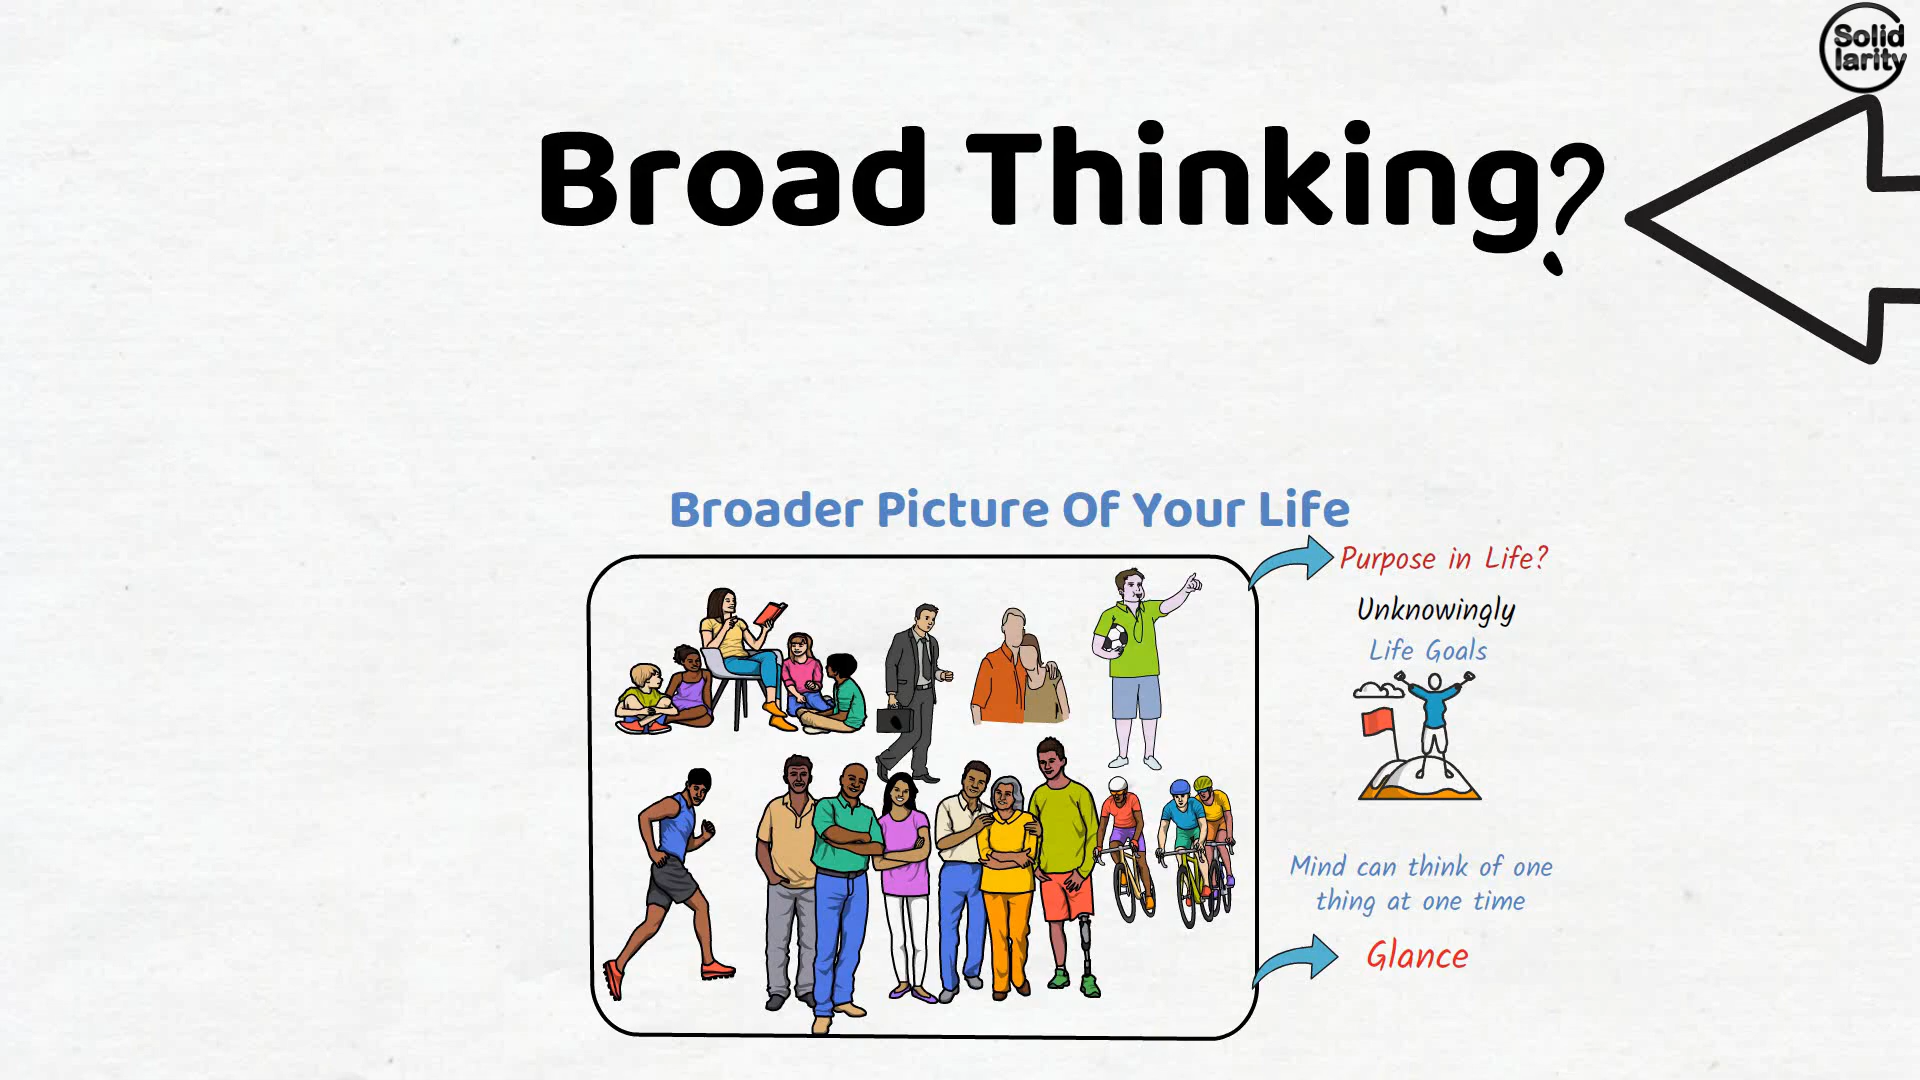 Solid
larity
Broad Thinking?
Broader Picture Of Your Life
Purpose in Life?
Unknowingly
Life Goals
Mind can think of one
thing at one time
Glance